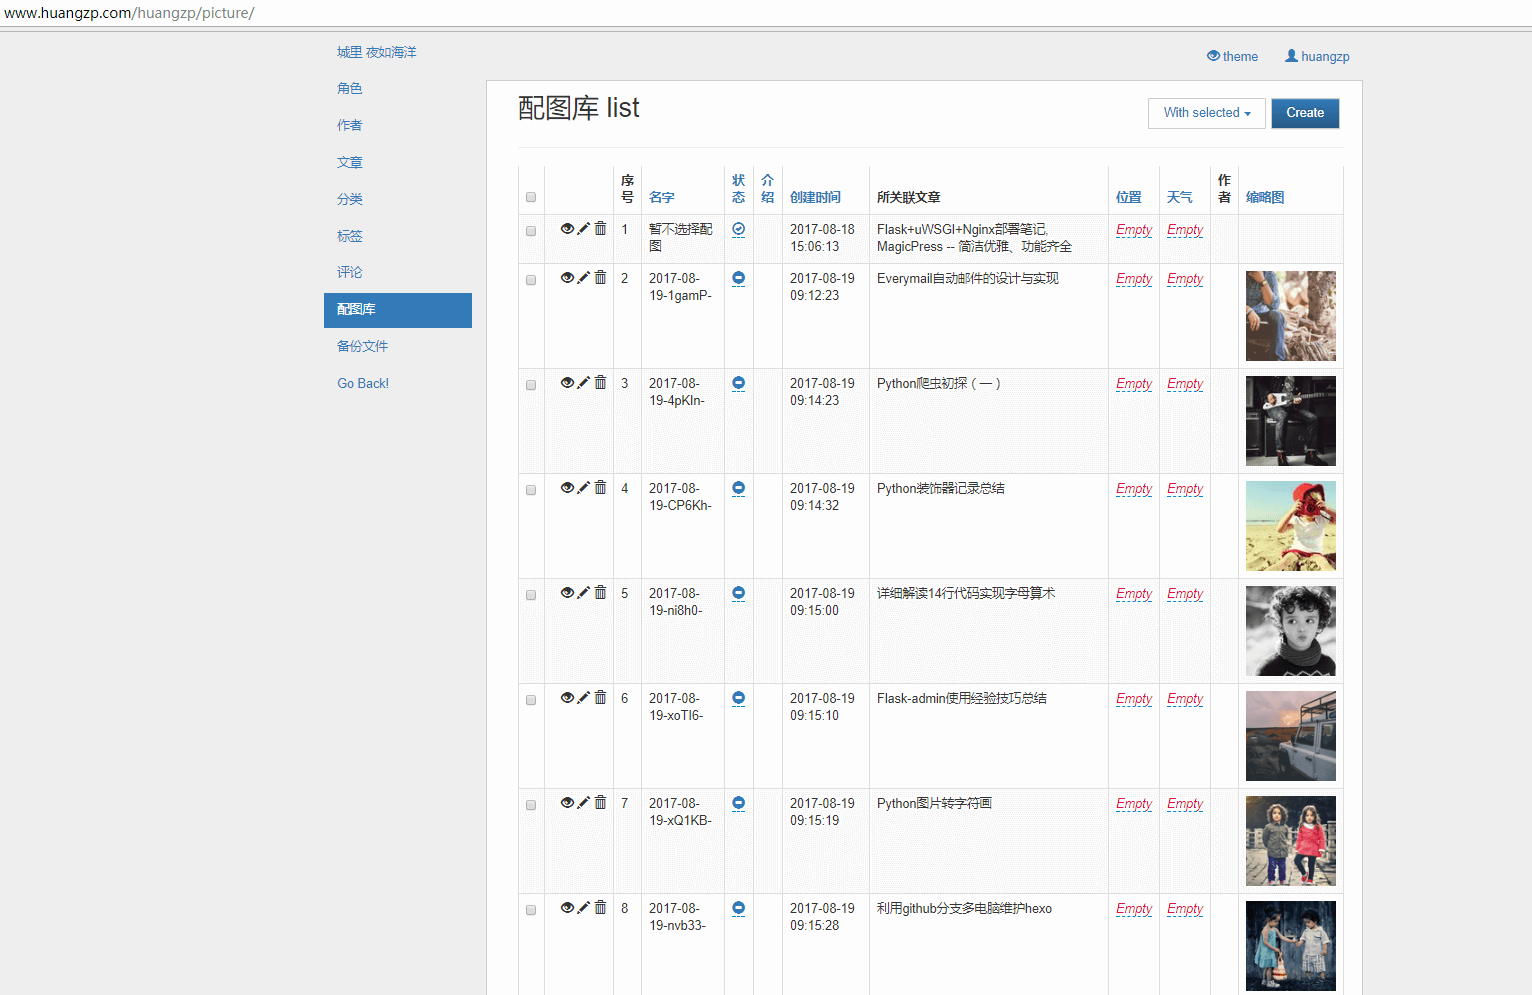 www.huangzp.com/huangzp/picture/
城里 夜如海洋
角色
作者
文章
分类
标签
评论
配图库
备份文件
Go Back!
theme
huangzp
配图库 list
With selected
Create
序号 名字 状态 介绍 创建时间 所关联文章 位置 天气 作者 缩略图
1 暂不选择配 2017-08-18 Flask+uWSGI+Nginx部署笔记, Empty Empty
图 15:06:13 MagicPress -- 简洁优雅、功能齐全
2 2017-08- 2017-08-19 Everymail自动邮件的设计与实现 Empty Empty
19-1gamP- 09:12:23
3 2017-08- 2017-08-19 Python爬虫初探（一） Empty Empty
19-4pKIn- 09:14:23
4 2017-08- 2017-08-19 Python装饰器记录总结 Empty Empty
19-CP6Kh- 09:14:32
5 2017-08- 2017-08-19 详细解读14行代码实现字母算术 Empty Empty
19-ni8h0- 09:15:00
6 2017-08- 2017-08-19 Flask-admin使用经验技巧总结 Empty Empty
19-xoTI6- 09:15:10
7 2017-08- 2017-08-19 Python图片转字符画 Empty Empty
19-xQ1KB- 09:15:19
8 2017-08- 2017-08-19 利用github分支多电脑维护hexo Empty Empty
19-nvb33- 09:15:28